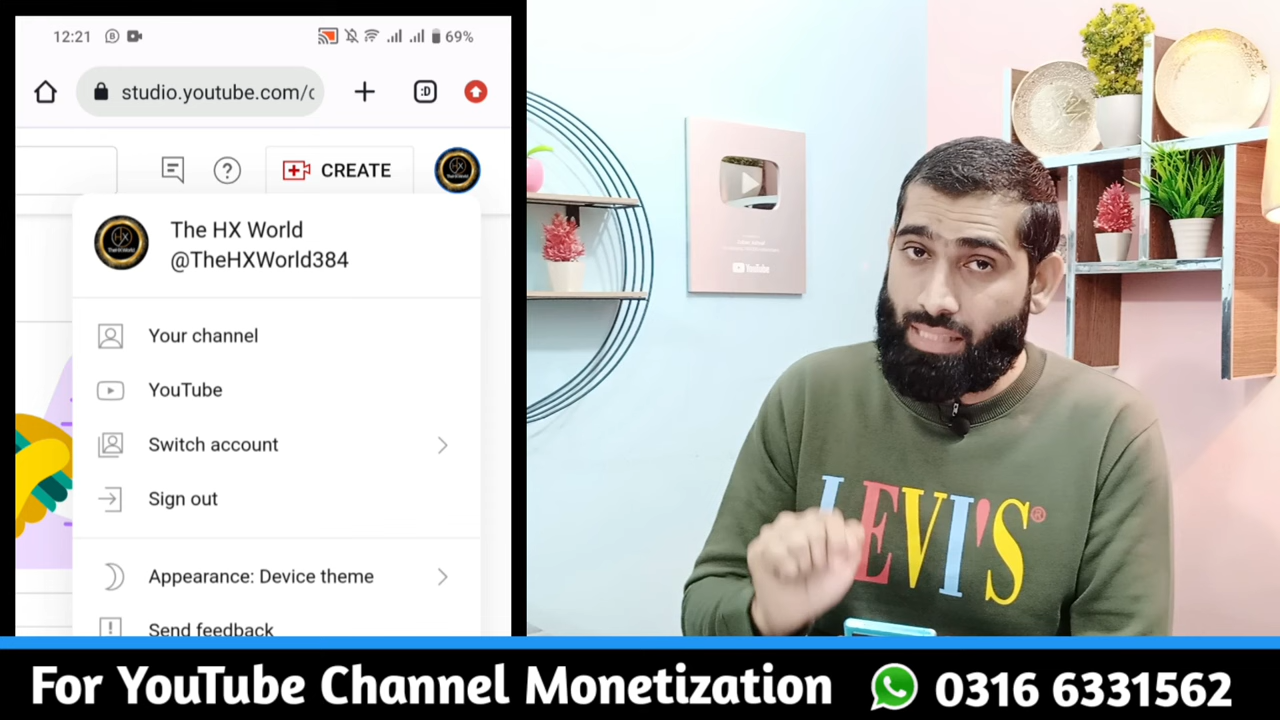 12:21
69%
studio.youtube.com/c
:D
CREATE
The HX World
@TheHXWorld384
Your channel
YouTube
Switch account
Sign out
Appearance: Device theme
Send feedback
YouTube
LEVI'S®
For YouTube Channel Monetization
0316 6331562